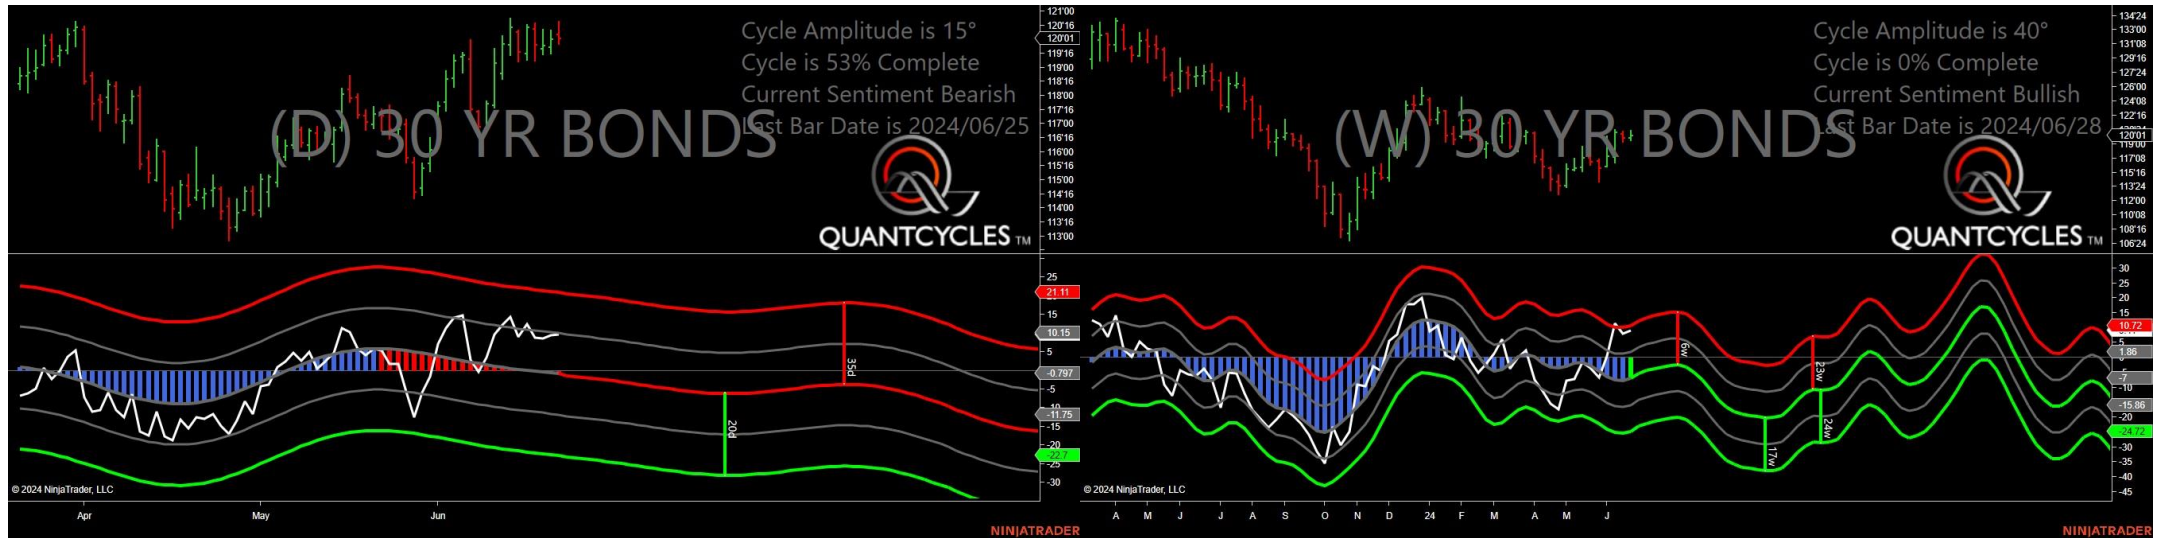 Cycle Amplitude is 15°
Cycle is 53% Complete
Current Sentiment Bearish
Last Bar Date is 2024/06/25
(D) 30 YR BONDS
QUANTCYCLES TM
121'00
120'16
120'01
119'16
119'00
118'16
118'00
117'16
117'00
116'16
116'00
115'16
115'00
114'16
114'00
113'16
113'00
25
21.11
15
10.15
5
-0.797
-5
-10
-11.75
-15
-20
-22.7
-25
-30
35d
20d
© 2024 NinjaTrader, LLC
Apr
May
Jun
NINJATRADER
Cycle Amplitude is 40°
Cycle is 0% Complete
Current Sentiment Bullish
Last Bar Date is 2024/06/28
(W) 30 YR BONDS
QUANTCYCLES TM
134'24
133'00
131'08
129'16
127'24
126'00
124'08
122'16
120'01
119'00
117'08
115'16
113'24
112'00
110'08
108'16
106'24
30
25
20
15
10.72
5
1.86
-7
-10
-15.86
-20
-24.72
-30
-35
-40
-45
6w
23w
24w
17w
© 2024 NinjaTrader, LLC
A M J J A S O N D 24 F M A M J
NINJATRADER